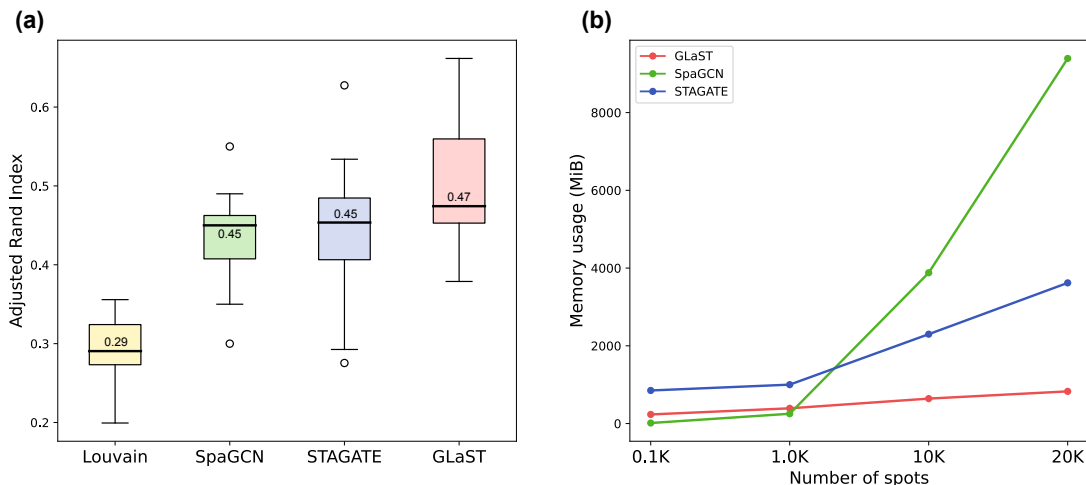 (a)
Adjusted Rand Index
0.6
0.5
0.4
0.3
0.2
0.29
0.45
0.45
0.47
Louvain
SpaGCN
STAGATE
GLaST
(b)
Memory usage (MiB)
8000
6000
4000
2000
0
GLaST
SpaGCN
STAGATE
0.1K
1.0K
10K
20K
Number of spots